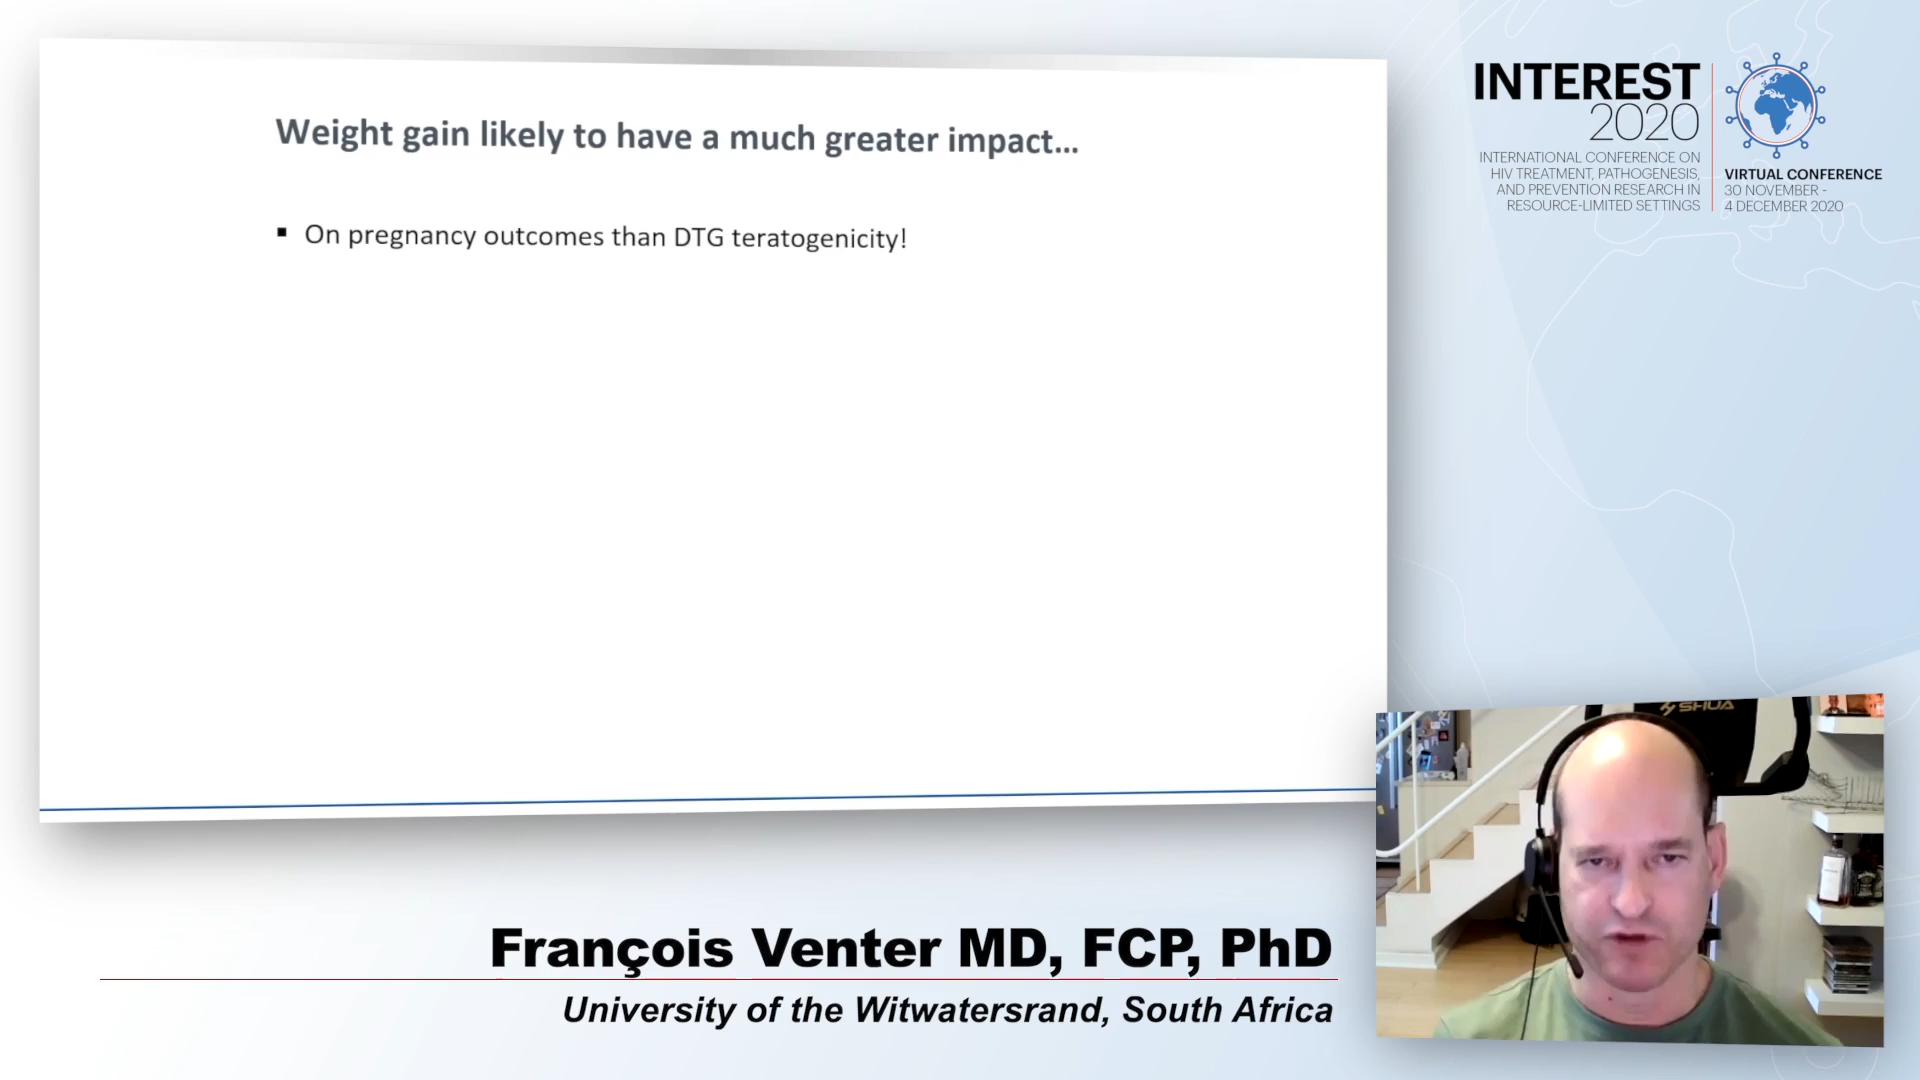 Weight gain likely to have a much greater impact...
▪ On pregnancy outcomes than DTG teratogenicity!
INTEREST
2020
INTERNATIONAL CONFERENCE ON
HIV TREATMENT, PATHOGENESIS,
AND PREVENTION RESEARCH IN
RESOURCE-LIMITED SETTINGS
VIRTUAL CONFERENCE
30 NOVEMBER -
4 DECEMBER 2020
SHUA
François Venter MD, FCP, PhD
University of the Witwatersrand, South Africa